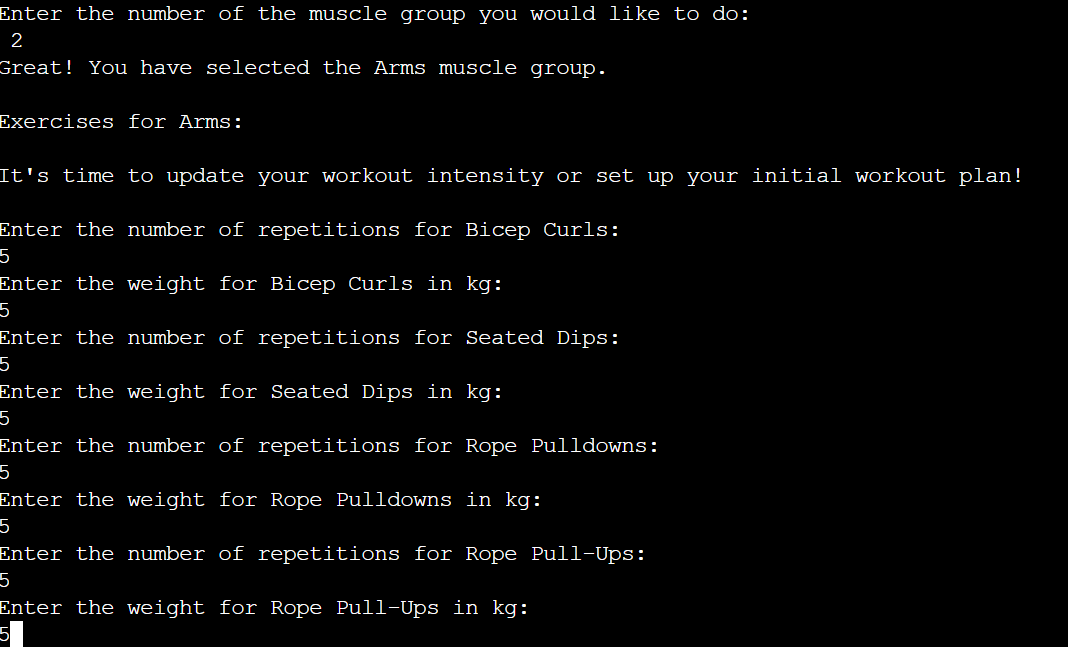 Enter the number of the muscle group you would like to do:
2
Great! You have selected the Arms muscle group.
Exercises for Arms:
It's time to update your workout intensity or set up your initial workout plan!
Enter the number of repetitions for Bicep Curls:
5
Enter the weight for Bicep Curls in kg:
5
Enter the number of repetitions for Seated Dips:
5
Enter the weight for Seated Dips in kg:
5
Enter the number of repetitions for Rope Pulldowns:
5
Enter the weight for Rope Pulldowns in kg:
5
Enter the number of repetitions for Rope Pull-Ups:
5
Enter the weight for Rope Pull-Ups in kg:
5